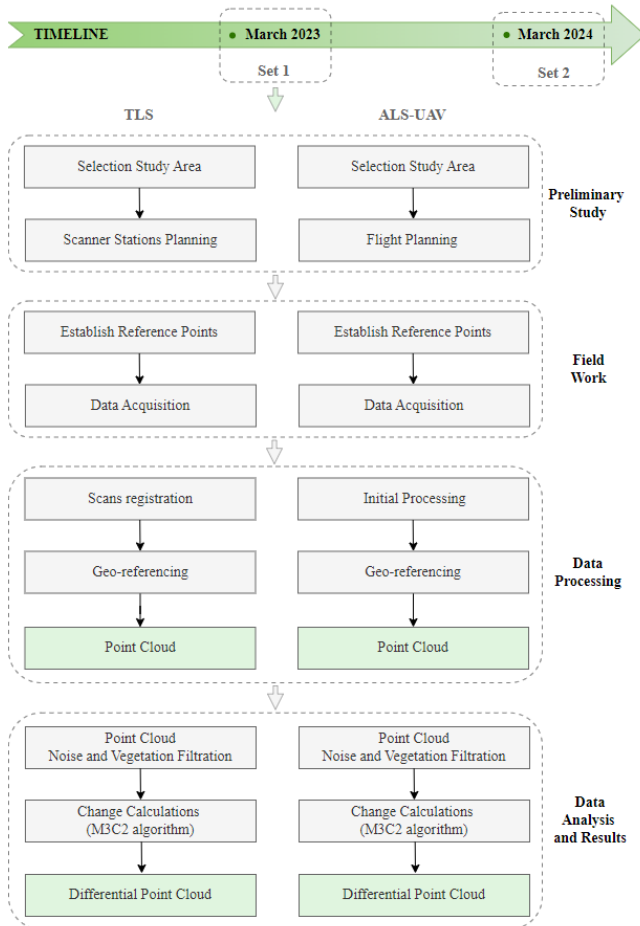 TIMELINE
March 2023
March 2024
Set 1
Set 2
TLS
ALS-UAV
Selection Study Area
Selection Study Area
Preliminary
Study
Scanner Stations Planning
Flight Planning
Establish Reference Points
Establish Reference Points
Field
Work
Data Acquisition
Data Acquisition
Scans registration
Initial Processing
Geo-referencing
Geo-referencing
Data
Processing
Point Cloud
Point Cloud
Point Cloud
Noise and Vegetation Filtration
Point Cloud
Noise and Vegetation Filtration
Change Calculations
(M3C2 algorithm)
Change Calculations
(M3C2 algorithm)
Data
Analysis
and Results
Differential Point Cloud
Differential Point Cloud